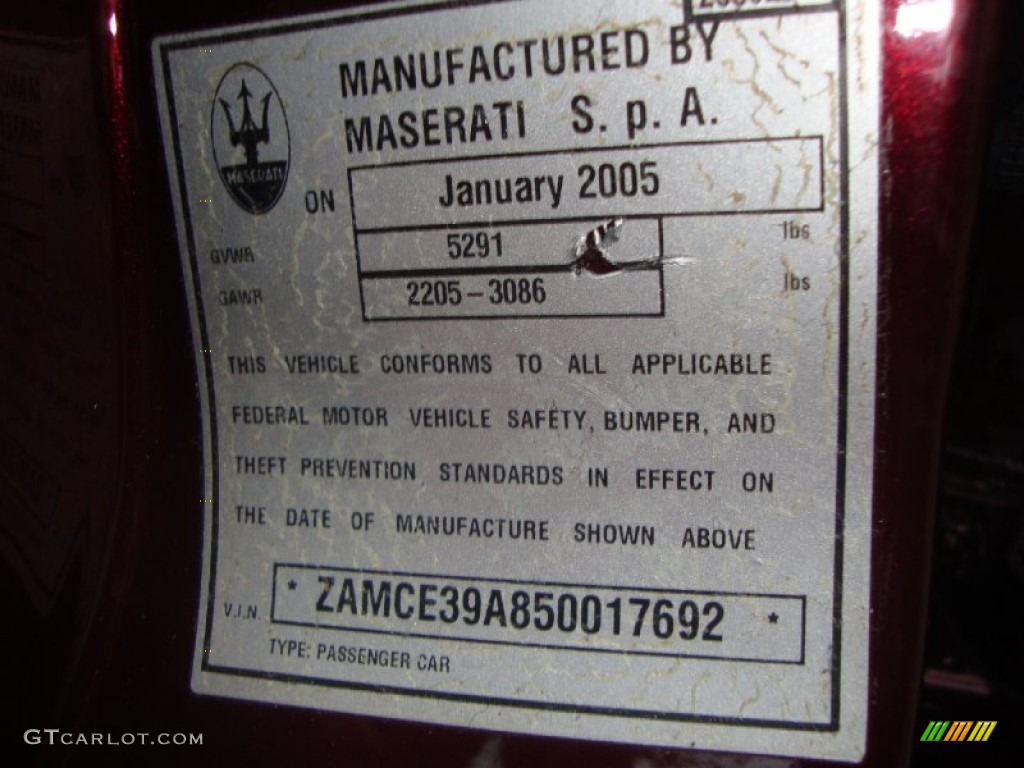 MANUFACTURED BY
MASERATI S. p. A.
MASERATI
ON January 2005
GVWR 5291 lbs
GAWR 2205-3086 lbs
THIS VEHICLE CONFORMS TO ALL APPLICABLE
FEDERAL MOTOR VEHICLE SAFETY, BUMPER, AND
THEFT PREVENTION STANDARDS IN EFFECT ON
THE DATE OF MANUFACTURE SHOWN ABOVE
V.I.N. * ZAMCE39A850017692 *
TYPE: PASSENGER CAR
GTCARLOT.COM